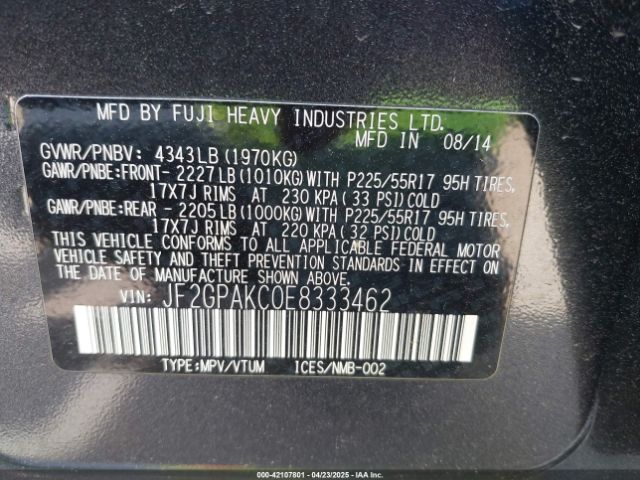 MFD BY FUJI HEAVY INDUSTRIES LTD.
MFD IN 08/14
GVWR/PNBV: 4343LB (1970KG)
GAWR/PNBE:FRONT- 2227LB(1010KG)WITH P225/55R17 95H TIRES,
17X7J RIMS AT 230 KPA(33 PSI)COLD
GAWR/PNBE:REAR - 2205LB(1000KG)WITH P225/55R17 95H TIRES,
17X7J RIMS AT 220 KPA(32 PSI)COLD
THIS VEHICLE CONFORMS TO ALL APPLICABLE FEDERAL MOTOR
VEHICLE SAFETY AND THEFT PREVENTION STANDARDS IN EFFECT ON
THE DATE OF MANUFACTURE SHOWN ABOVE.
VIN: JF2GPAKC0E8333462
TYPE:MPV/VTUM ICES/NMB-002
000-42107801 - 04/23/2025 - IAAI.COM